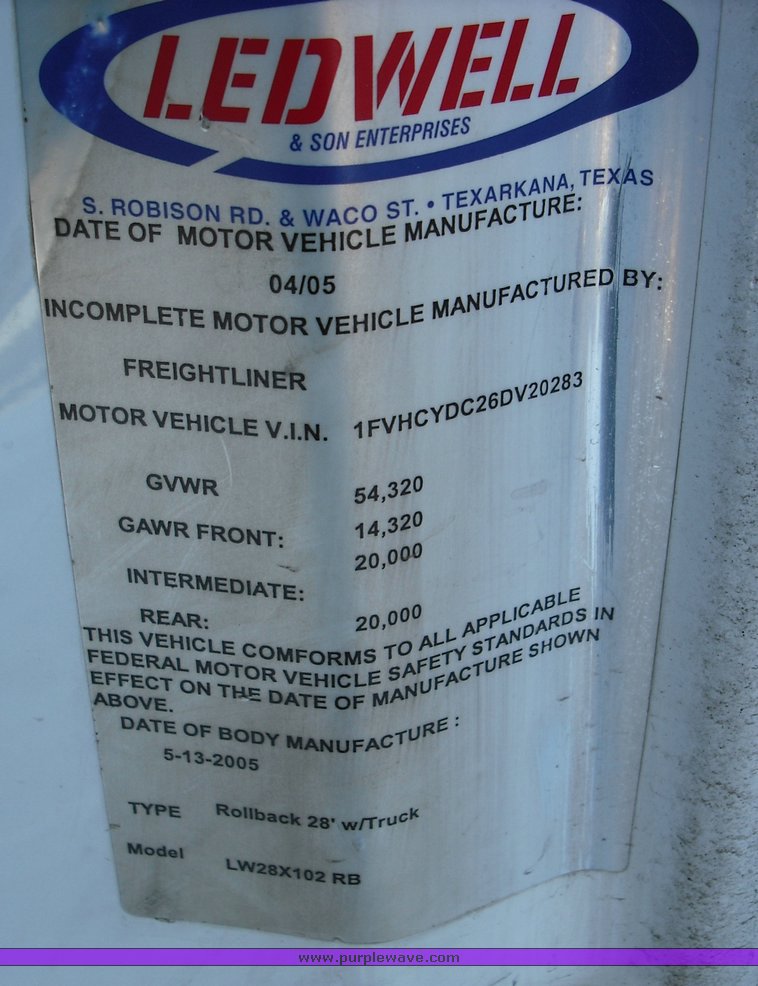 LEDWELL
& SON ENTERPRISES
S. ROBISON RD. & WACO ST. • TEXARKANA, TEXAS
DATE OF MOTOR VEHICLE MANUFACTURE:
04/05
INCOMPLETE MOTOR VEHICLE MANUFACTURED BY:
FREIGHTLINER
MOTOR VEHICLE V.I.N. 1FVHCYDC26DV20283
GVWR 54,320
GAWR FRONT: 14,320
INTERMEDIATE: 20,000
REAR: 20,000
THIS VEHICLE COMFORMS TO ALL APPLICABLE
FEDERAL MOTOR VEHICLE SAFETY STANDARDS IN
EFFECT ON THE DATE OF MANUFACTURE SHOWN
ABOVE.
DATE OF BODY MANUFACTURE :
5-13-2005
TYPE Rollback 28' w/Truck
Model LW28X102 RB
www.purplewave.com